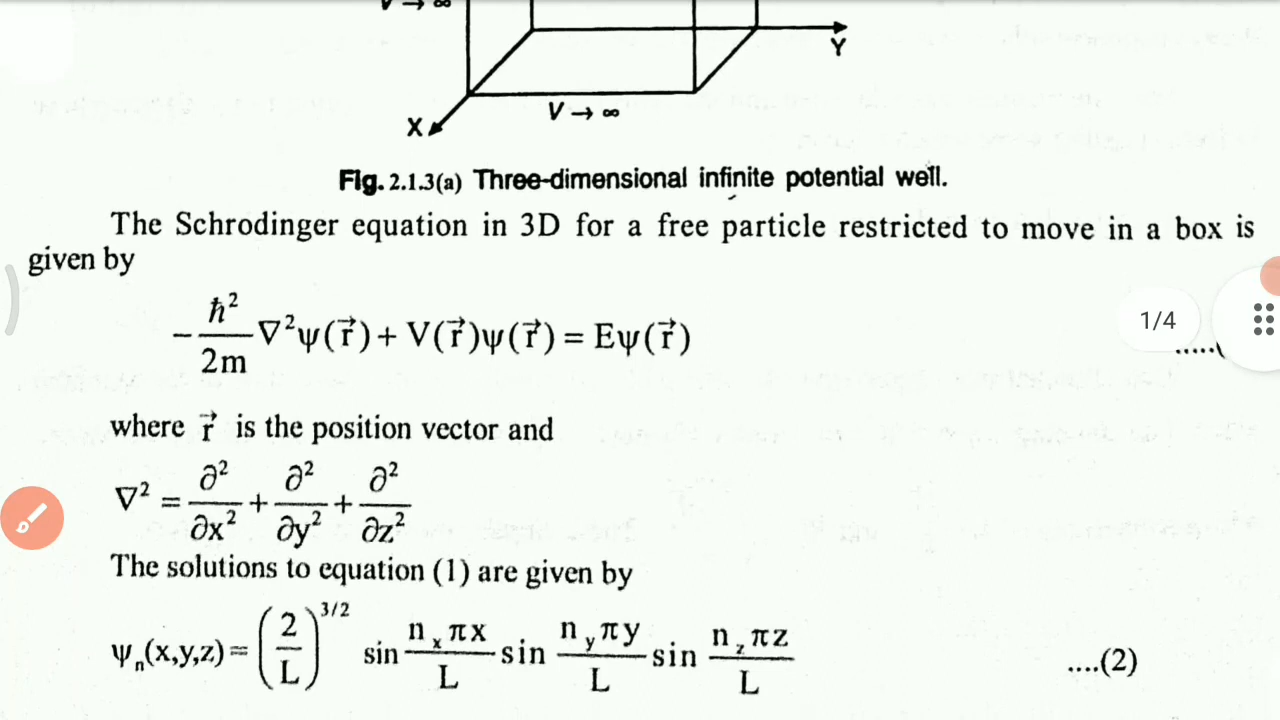 V → ∞
Y
V → ∞
X
Fig. 2.1.3(a) Three-dimensional infinite potential well.
The Schrodinger equation in 3D for a free particle restricted to move in a box is
given by
-ħ²/2m ∇²ψ(r⃗) + V(r⃗)ψ(r⃗) = Eψ(r⃗)
1/4
.....(
where r⃗ is the position vector and
∇² = ∂²/∂x² + ∂²/∂y² + ∂²/∂z²
The solutions to equation (1) are given by
ψₙ(x,y,z) = (2/L)^3/2 sin nₓπx/L sin n_yπy/L sin n_zπz/L ....(2)